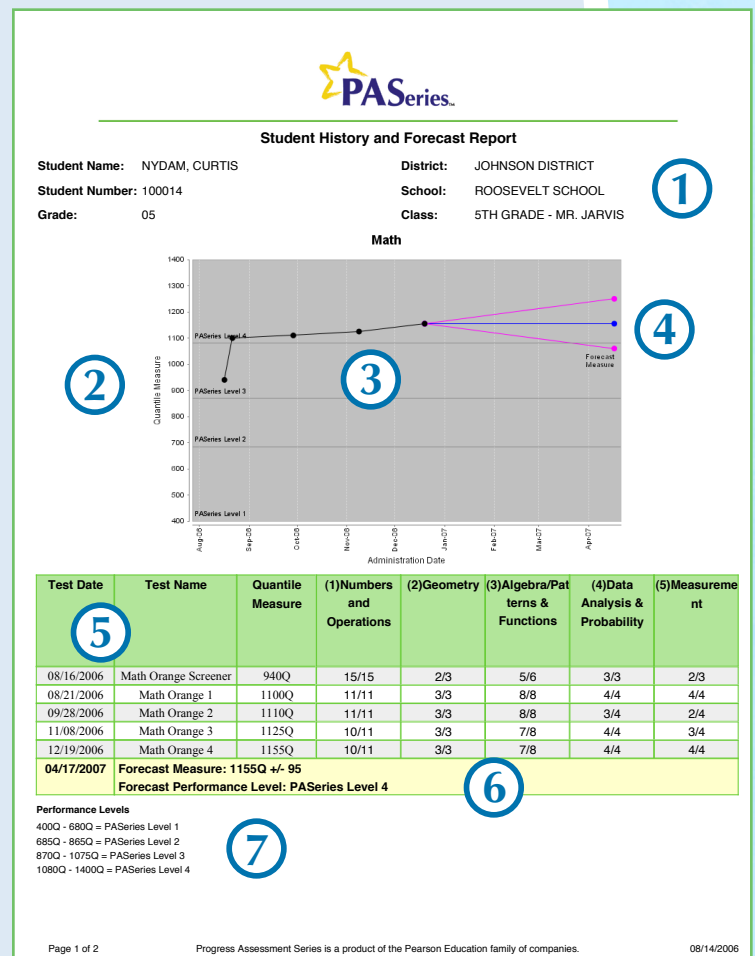 PASeries™
Student History and Forecast Report
Student Name: NYDAM, CURTIS District: JOHNSON DISTRICT
Student Number: 100014 School: ROOSEVELT SCHOOL
Grade: 05 Class: 5TH GRADE - MR. JARVIS
1
Math
1400
1300
1200
1100
1000
900
800
700
600
500
400
Quantile Measure
PASeries Level 4
PASeries Level 3
PASeries Level 2
PASeries Level 1
Forecast
Measure
2
3
4
Aug-06 Sep-06 Oct-06 Nov-06 Dec-06 Jan-07 Feb-07 Mar-07 Apr-07
Administration Date
Test Date Test Name Quantile Measure (1)Numbers and Operations (2)Geometry (3)Algebra/Patterns & Functions (4)Data Analysis & Probability (5)Measurement
5
08/16/2006 Math Orange Screener 940Q 15/15 2/3 5/6 3/3 2/3
08/21/2006 Math Orange 1 1100Q 11/11 3/3 8/8 4/4 4/4
09/28/2006 Math Orange 2 1110Q 11/11 3/3 8/8 3/4 2/4
11/08/2006 Math Orange 3 1125Q 10/11 3/3 7/8 4/4 3/4
12/19/2006 Math Orange 4 1155Q 10/11 3/3 7/8 4/4 4/4
04/17/2007 Forecast Measure: 1155Q +/- 95
Forecast Performance Level: PASeries Level 4
6
Performance Levels
400Q - 680Q = PASeries Level 1
685Q - 865Q = PASeries Level 2
870Q - 1075Q = PASeries Level 3
1080Q - 1400Q = PASeries Level 4
7
Page 1 of 2 Progress Assessment Series is a product of the Pearson Education family of companies. 08/14/2006